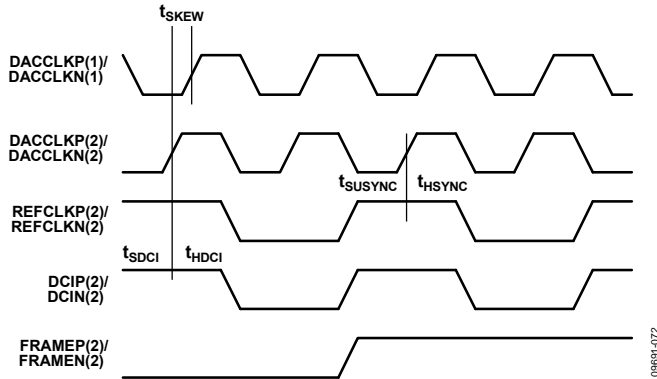 tSKEW
DACCLKP(1)/
DACCLKN(1)
DACCLKP(2)/
DACCLKN(2)
tSUSYNC
tHSYNC
REFCLKP(2)/
REFCLKN(2)
tSDCI
tHDCI
DCIP(2)/
DCIN(2)
FRAMEP(2)/
FRAMEN(2)
09691-072